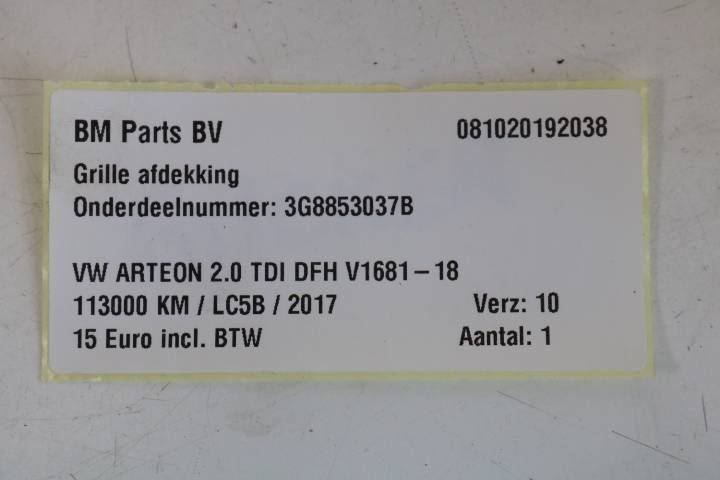 BM Parts BV 081020192038
Grille afdekking
Onderdeelnummer: 3G8853037B
VW ARTEON 2.0 TDI DFH V1681-18
113000 KM / LC5B / 2017 Verz: 10
15 Euro incl. BTW Aantal: 1